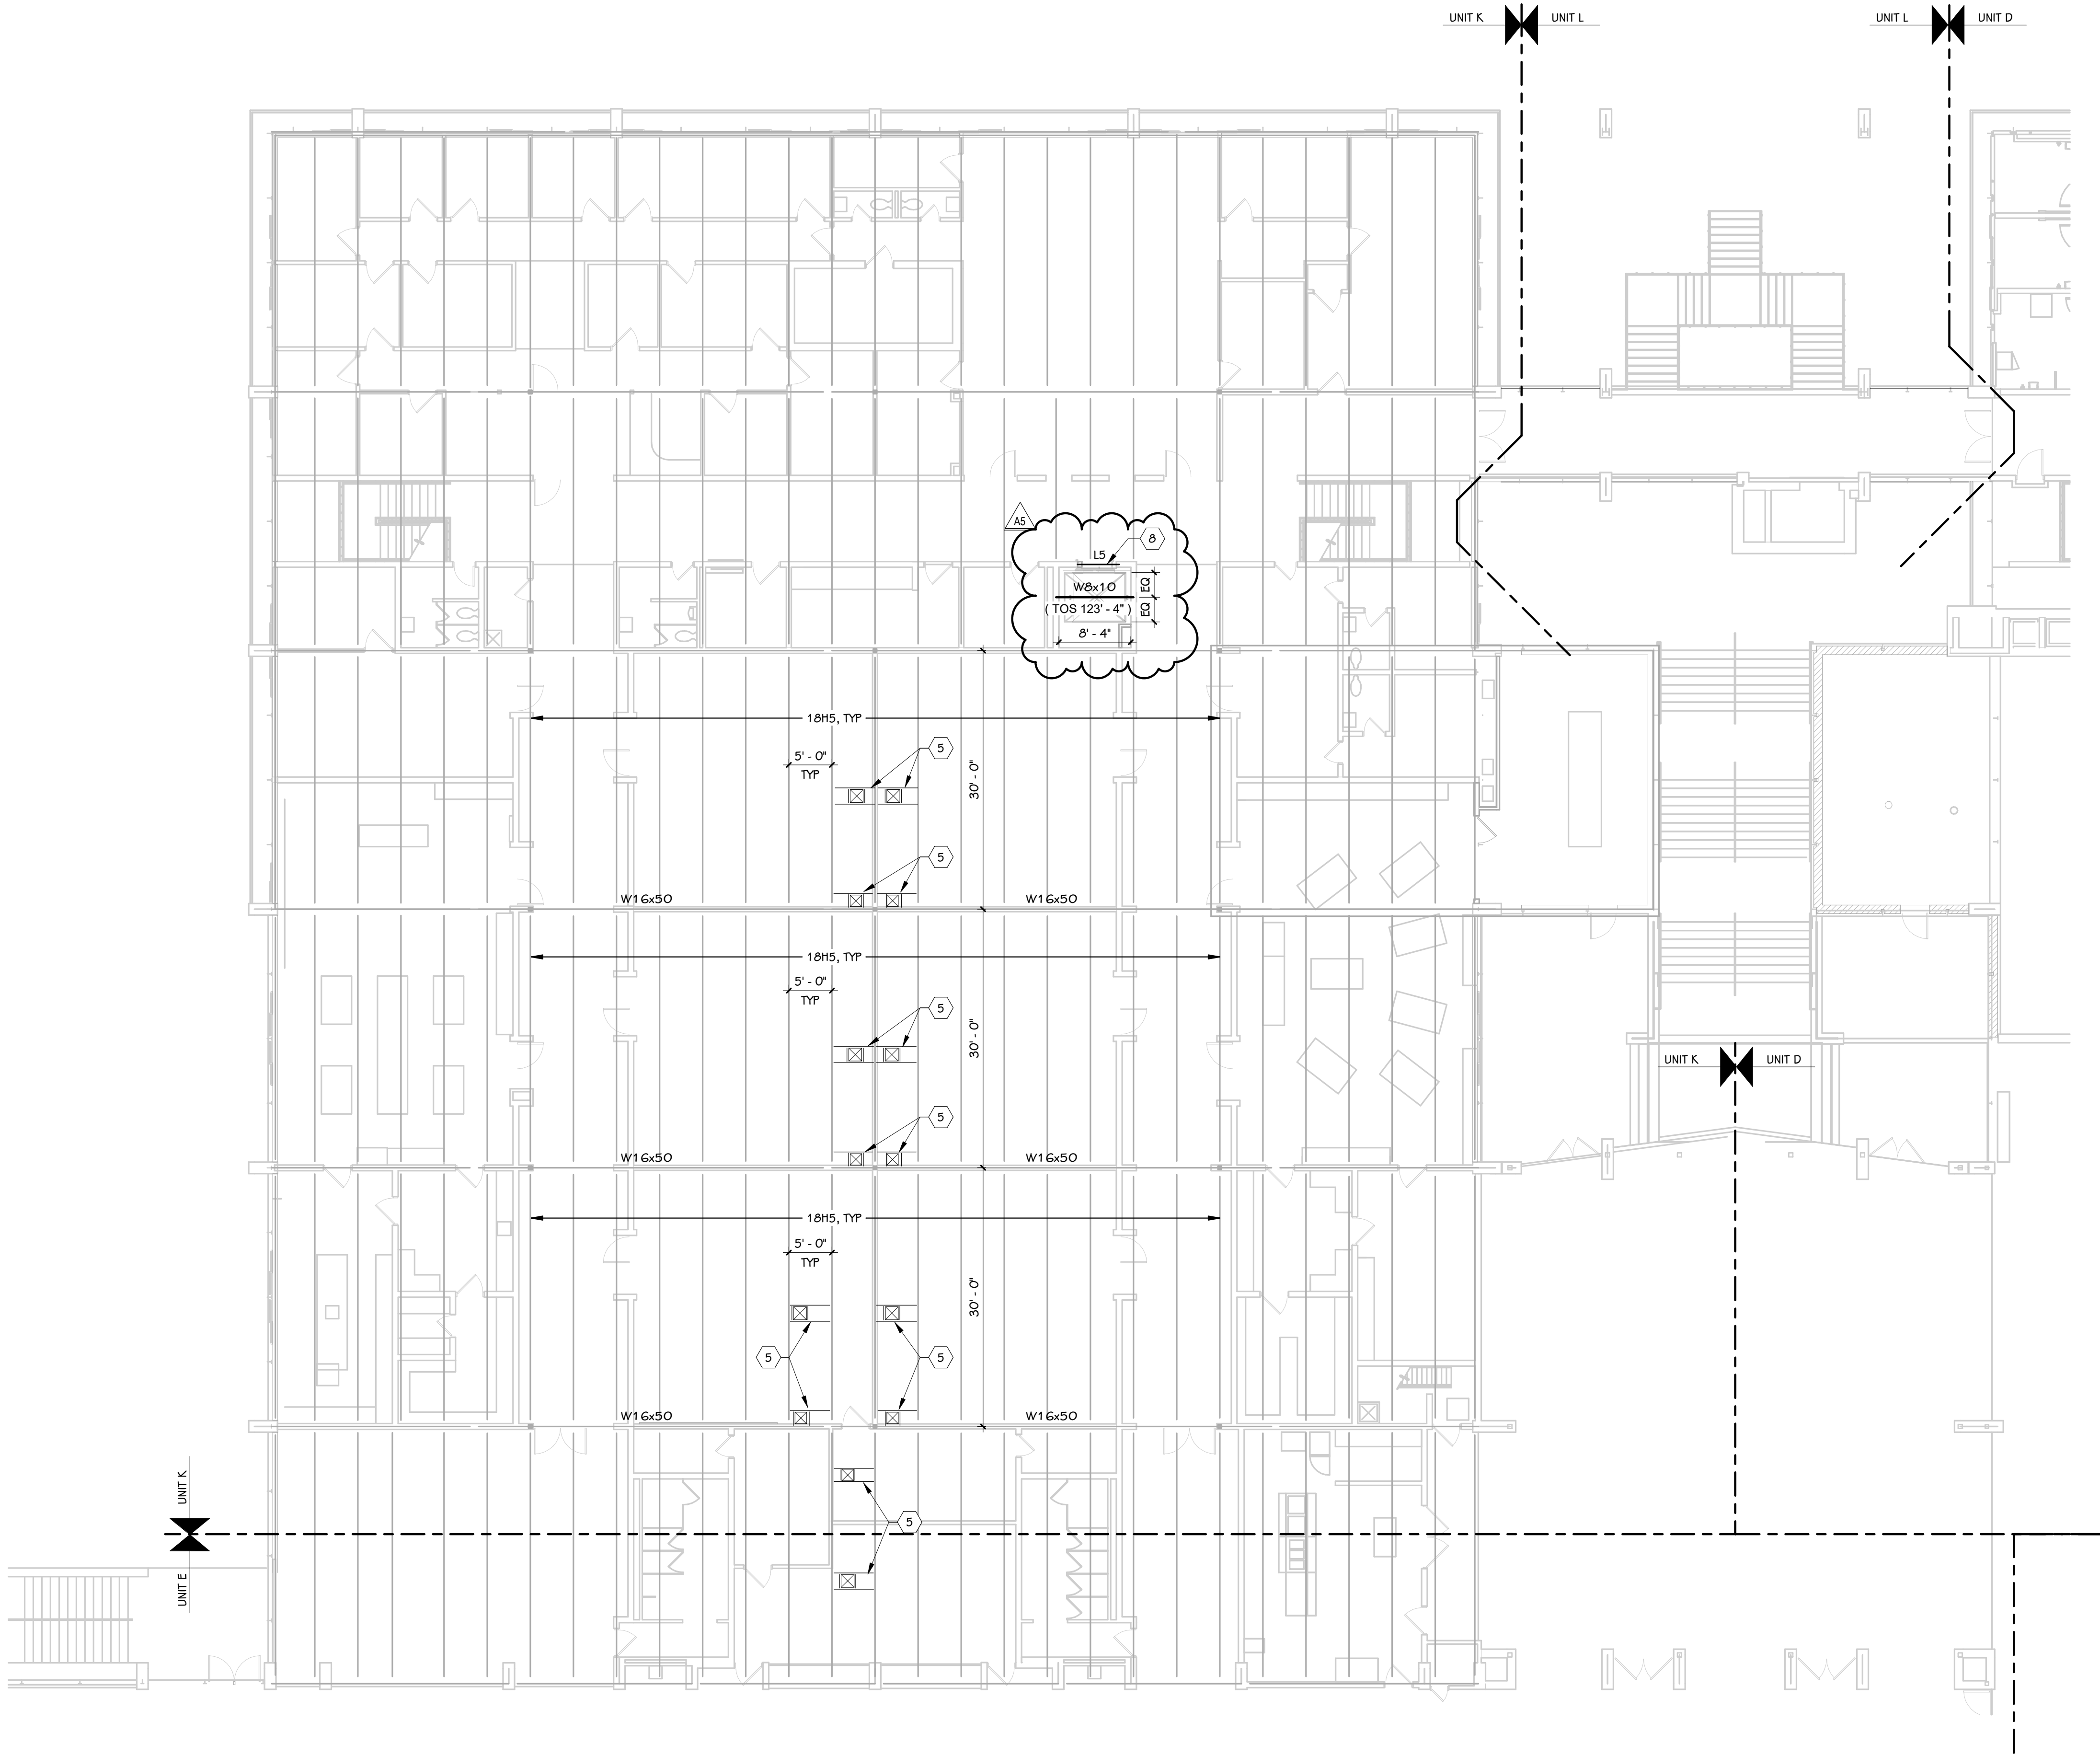 UNIT K UNIT L
UNIT L UNIT D
A5
8
L5
W8x10
( TOS 123' - 4" )
EQ
EQ
8' - 4"
18H5, TYP
5' - 0"
TYP
5
30' - 0"
5
W16x50
W16x50
18H5, TYP
5' - 0"
TYP
5
30' - 0"
UNIT K UNIT D
5
W16x50
W16x50
18H5, TYP
5' - 0"
TYP
30' - 0"
5
5
W16x50
W16x50
UNIT K
5
UNIT E